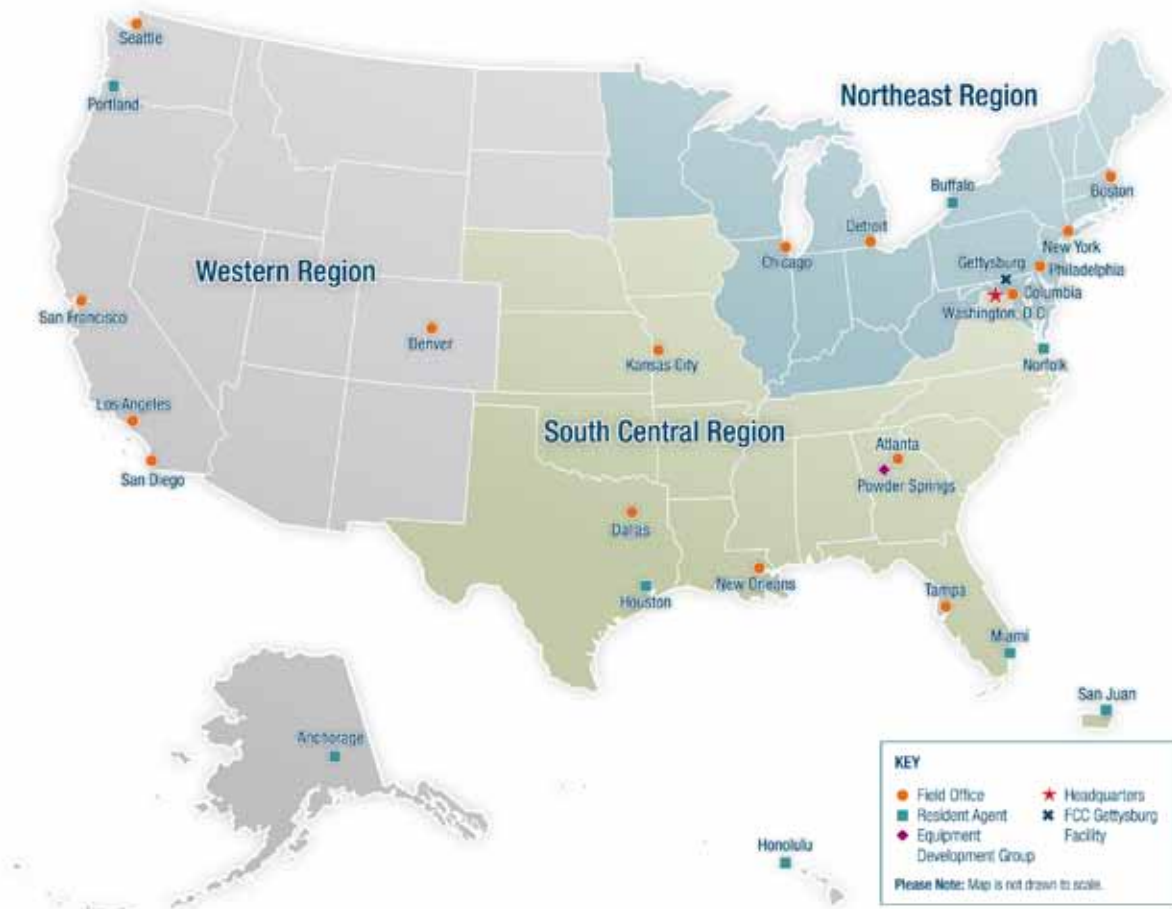 Seattle
Portland
Northeast Region
Buffalo
Boston
Detroit
New York
Chicago
Gettysburg
Philadelphia
Western Region
Columbia
Washington, D.C.
San Francisco
Denver
Kansas City
Norfolk
Los Angeles
South Central Region
Atlanta
San Diego
Powder Springs
Dallas
New Orleans
Houston
Tampa
Miami
San Juan
Anchorage
Honolulu
KEY
Field Office
Resident Agent
Equipment
Development Group
Headquarters
FCC Gettysburg
Facility
Please Note: Map is not drawn to scale.